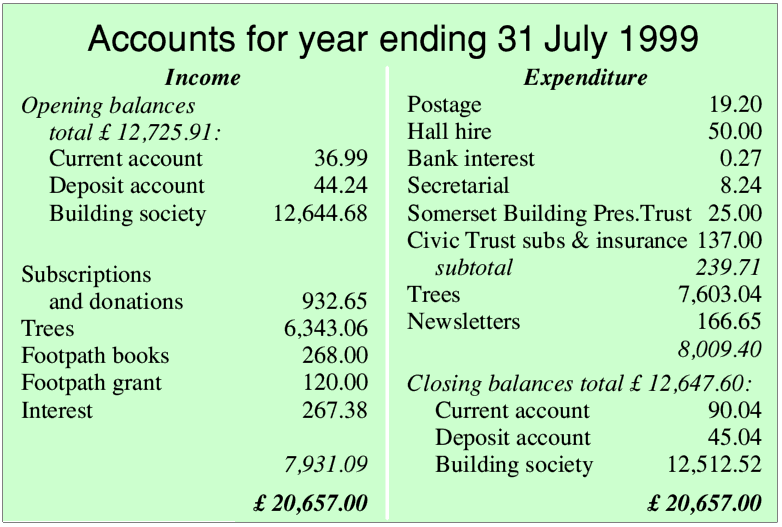 Accounts for year ending 31 July 1999
Income
Opening balances
total £ 12,725.91:
Current account 36.99
Deposit account 44.24
Building society 12,644.68
Subscriptions
and donations 932.65
Trees 6,343.06
Footpath books 268.00
Footpath grant 120.00
Interest 267.38
7,931.09
£ 20,657.00
Expenditure
Postage 19.20
Hall hire 50.00
Bank interest 0.27
Secretarial 8.24
Somerset Building Pres.Trust 25.00
Civic Trust subs & insurance 137.00
subtotal 239.71
Trees 7,603.04
Newsletters 166.65
8,009.40
Closing balances total £ 12,647.60:
Current account 90.04
Deposit account 45.04
Building society 12,512.52
£ 20,657.00